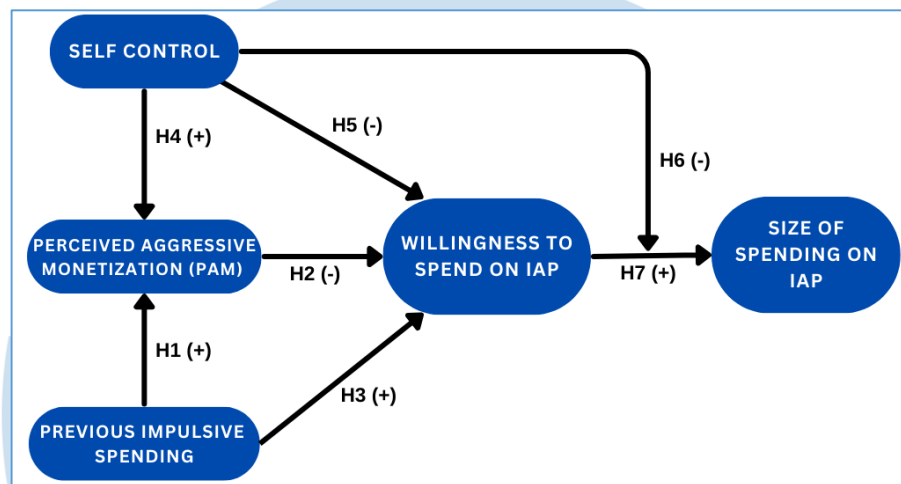 SELF CONTROL
H4 (+)
H5 (-)
H6 (-)
PERCEIVED AGGRESSIVE
MONETIZATION (PAM)
H2 (-)
WILLINGNESS TO
SPEND ON IAP
H7 (+)
SIZE OF
SPENDING ON
IAP
H1 (+)
H3 (+)
PREVIOUS IMPULSIVE
SPENDING